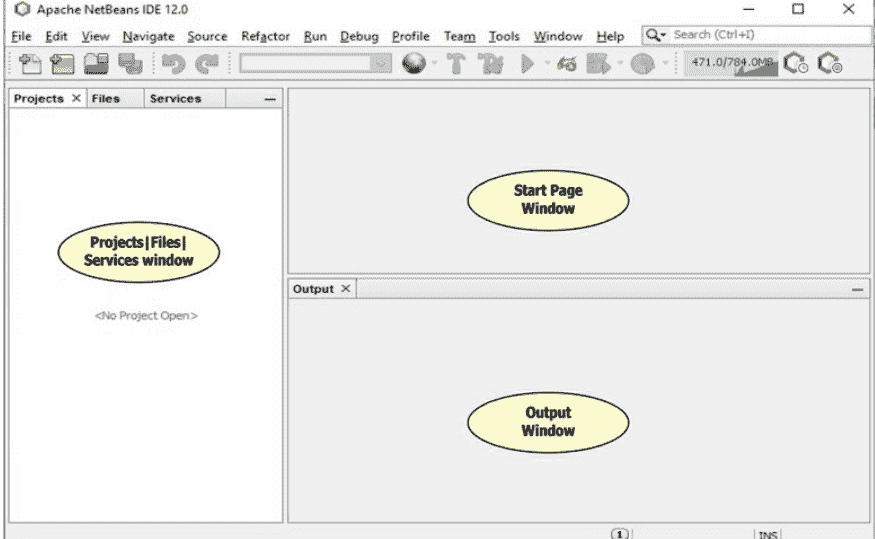 Apache NetBeans IDE 12.0
File Edit View Navigate Source Refactor Run Debug Profile Team Tools Window Help Search (Ctrl+I)
471.0/784.0MB
Projects Files Services
Start Page
Window
Projects|Files|
Services window
<No Project Open>
Output
Output
Window
1 INS